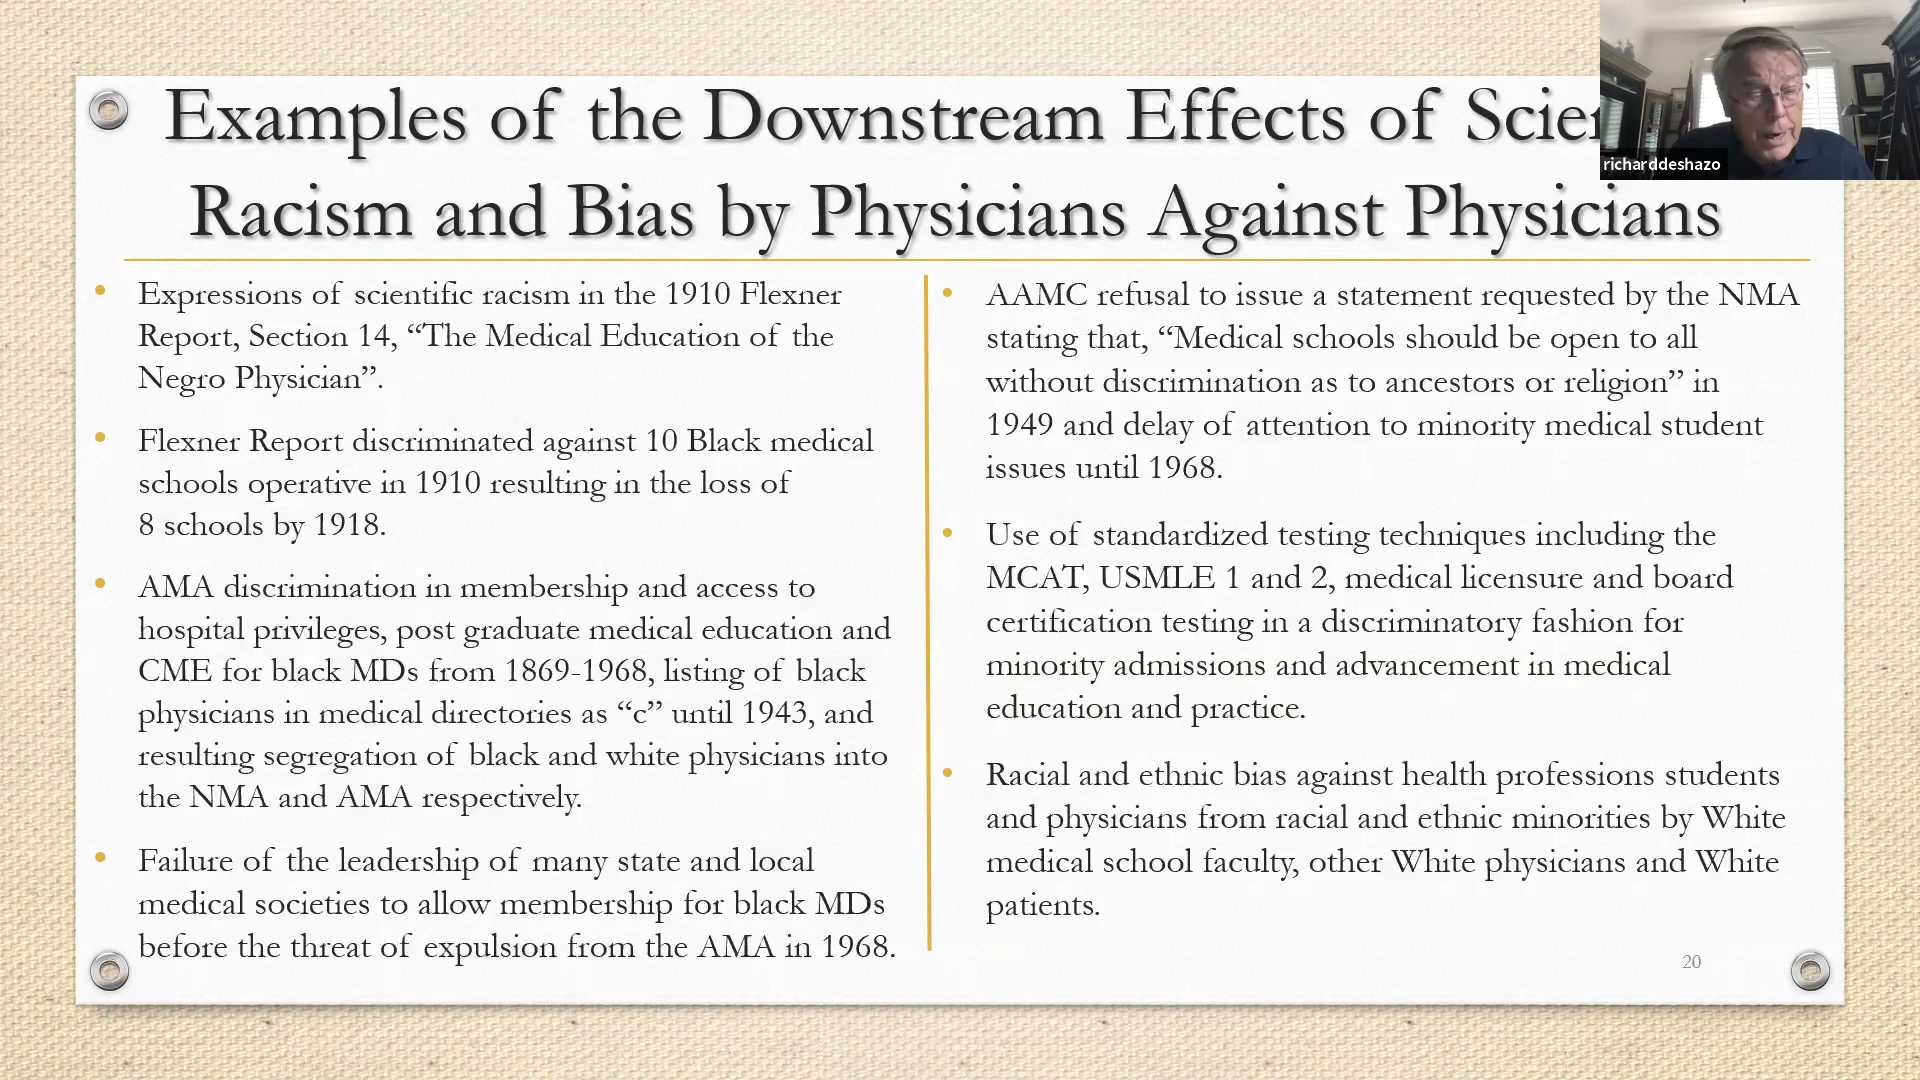 Examples of the Downstream Effects of
Racism and Bias by Physicians Against Physicians
richarddeshazo
• Expressions of scientific racism in the 1910 Flexner
Report, Section 14, “The Medical Education of the
Negro Physician”.
• Flexner Report discriminated against 10 Black medical
schools operative in 1910 resulting in the loss of
8 schools by 1918.
• AMA discrimination in membership and access to
hospital privileges, post graduate medical education and
CME for black MDs from 1869-1968, listing of black
physicians in medical directories as “c” until 1943, and
resulting segregation of black and white physicians into
the NMA and AMA respectively.
• Failure of the leadership of many state and local
medical societies to allow membership for black MDs
before the threat of expulsion from the AMA in 1968.
• AAMC refusal to issue a statement requested by the NMA
stating that, “Medical schools should be open to all
without discrimination as to ancestors or religion” in
1949 and delay of attention to minority medical student
issues until 1968.
• Use of standardized testing techniques including the
MCAT, USMLE 1 and 2, medical licensure and board
certification testing in a discriminatory fashion for
minority admissions and advancement in medical
education and practice.
• Racial and ethnic bias against health professions students
and physicians from racial and ethnic minorities by White
medical school faculty, other White physicians and White
patients.
20